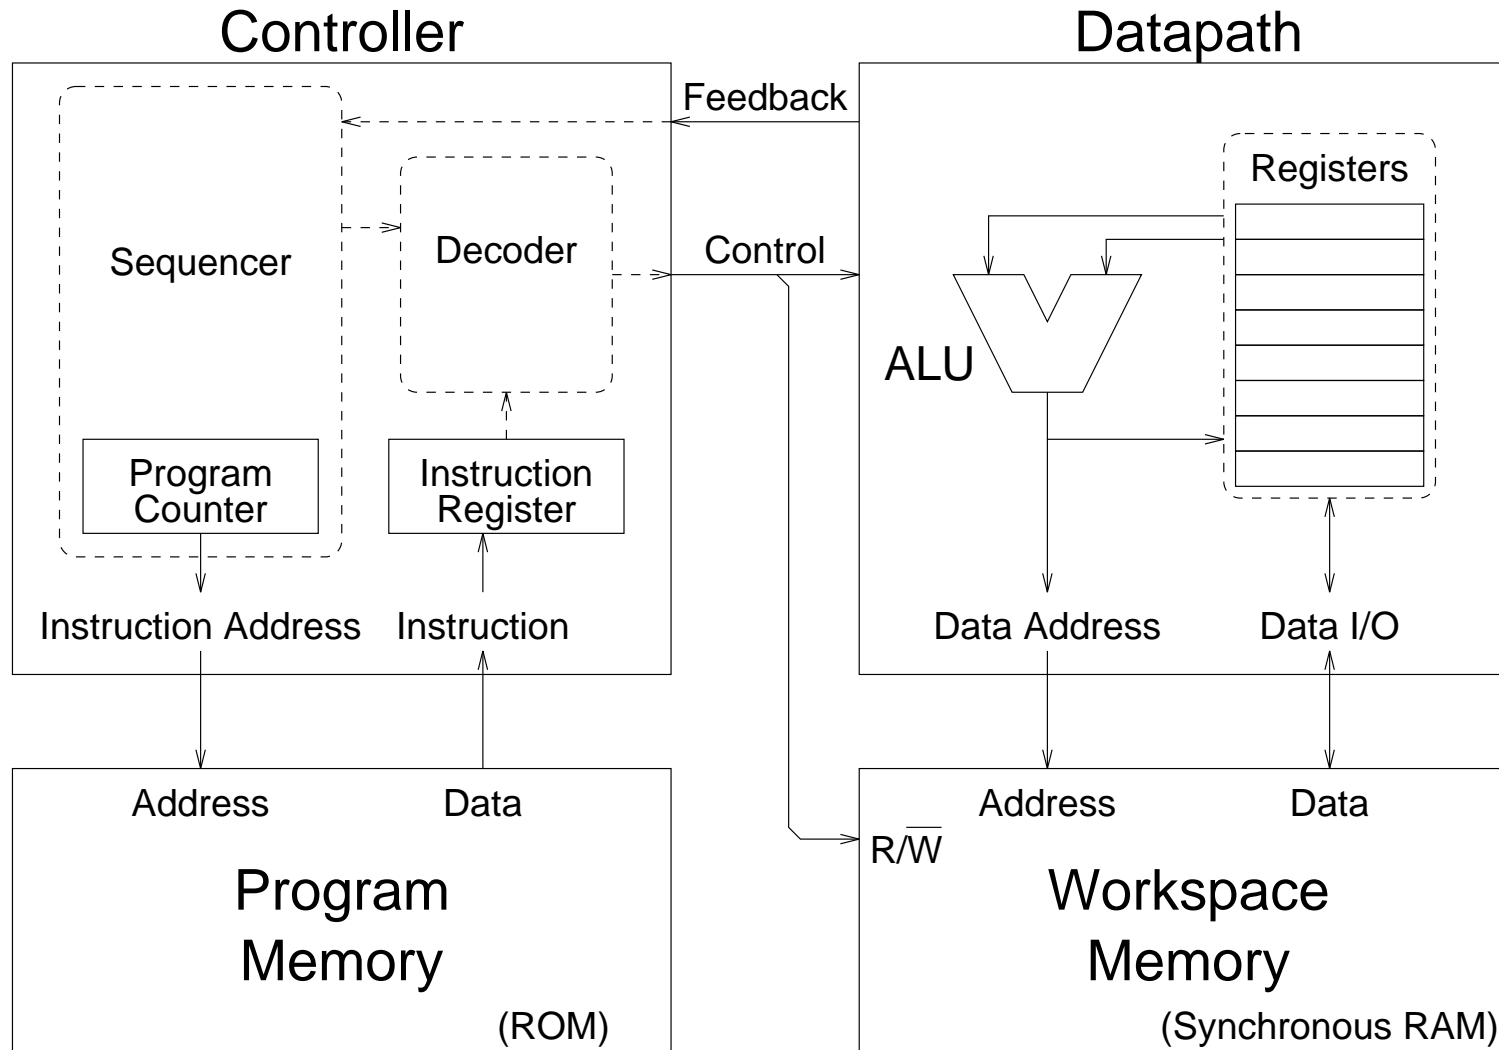 Controller
Datapath
Feedback
Registers
Sequencer
Decoder
Control
ALU
Program
Counter
Instruction
Register
Instruction Address
Instruction
Data Address
Data I/O
Address
Data
Address
Data
R/W̅
Program
Memory
(ROM)
Workspace
Memory
(Synchronous RAM)